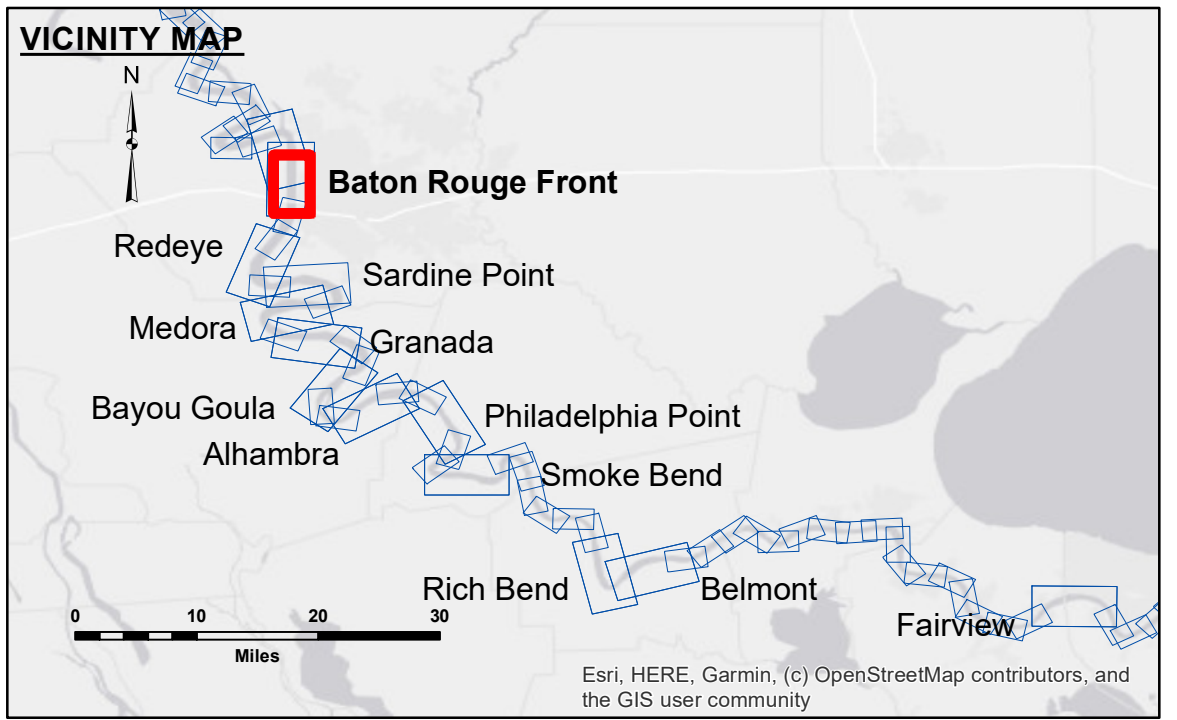 VICINITY MAP
N
Baton Rouge Front
Redeye
Sardine Point
Medora
Granada
Bayou Goula
Philadelphia Point
Alhambra
Smoke Bend
Rich Bend
Belmont
Fairview
0 10 20 30
Miles
Esri, HERE, Garmin, (c) OpenStreetMap contributors, and
the GIS user community